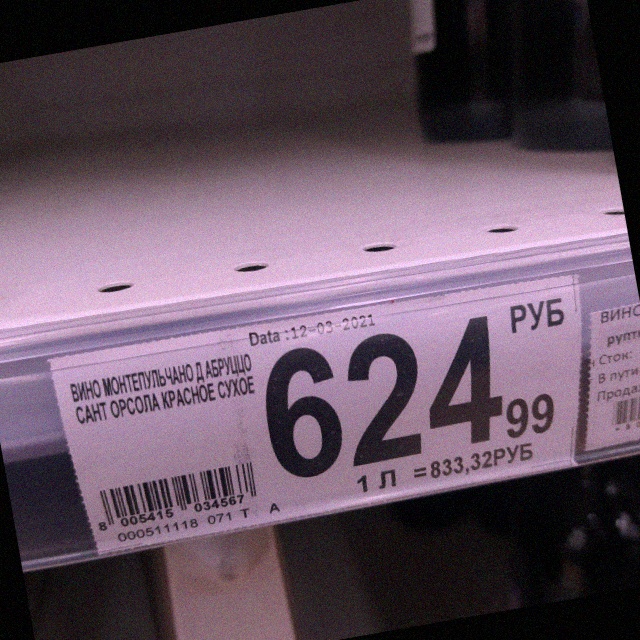 Data :12-03-2021
ВИНО МОНТЕПУЛЬЧАНО Д АБРУЦЦО
САНТ ОРСОЛА КРАСНОЕ СУХОЕ
624 99 РУБ
1 Л =833,32РУБ
8 005415 034567
000511118 071 T A
ВИНО
Сток:
В пути
Прода